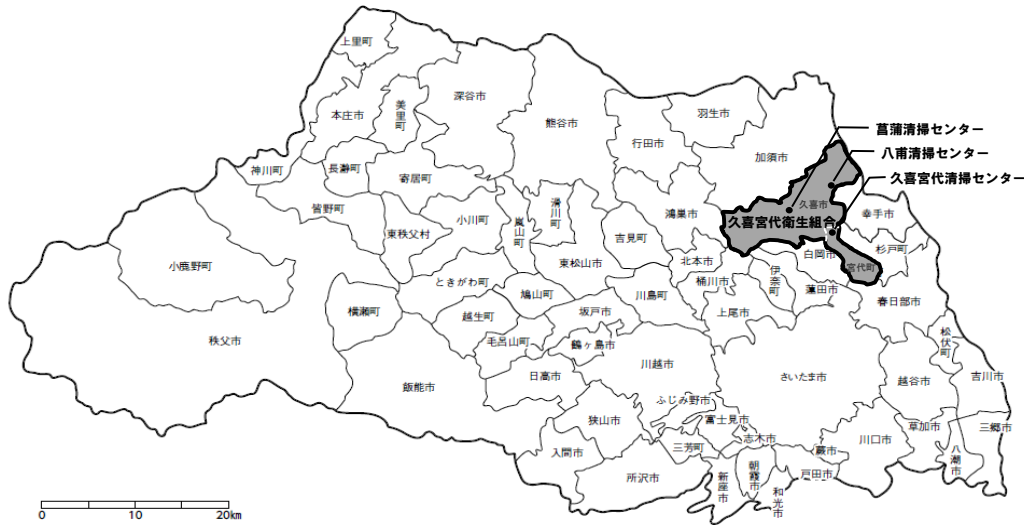 上里町
本庄市
美里町
深谷市
熊谷市
羽生市
行田市
加須市
菖蒲清掃センター
八甫清掃センター
久喜宮代清掃センター
神川町
長瀞町
寄居町
皆野町
小川町
嵐山町
滑川町
吉見町
鴻巣市
久喜市
久喜宮代衛生組合
幸手市
杉戸町
東秩父村
東松山市
北本市
白岡市
宮代町
小鹿野町
ときがわ町
鳩山町
川島町
桶川市
伊奈町
蓮田市
春日部市
横瀬町
越生町
坂戸市
上尾市
秩父市
毛呂山町
鶴ヶ島市
松伏町
日高市
川越市
さいたま市
越谷市
吉川市
飯能市
ふじみ野市
狭山市
富士見市
草加市
三郷市
入間市
三芳町
志木市
蕨市
川口市
八潮市
所沢市
新座市
朝霞市
和光市
戸田市
0 10 20km